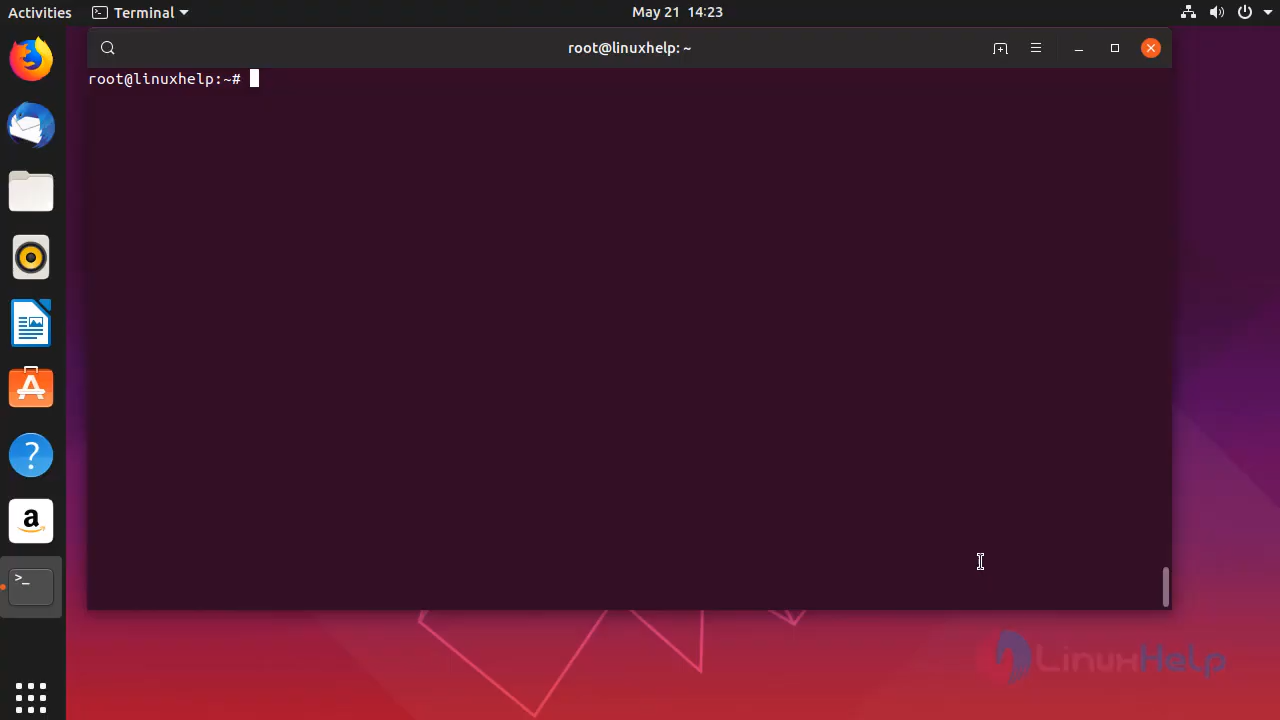 Activities
Terminal
May 21 14:23
root@linuxhelp: ~
root@linuxhelp:~#
LinuxHelp